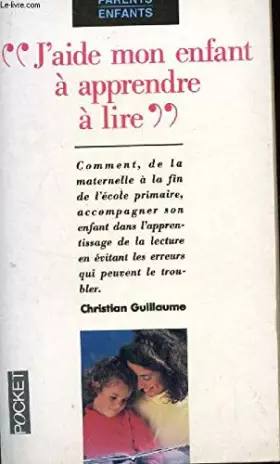 Le-livre.com
PARENTS
ENFANTS
“J'aide mon enfant
à apprendre
à lire”
Comment, de la
maternelle à la fin
de l'école primaire,
accompagner son
enfant dans l'appren-
tissage de la lecture
en évitant les erreurs
qui peuvent le trou-
bler.
Christian Guillaume
POCKET